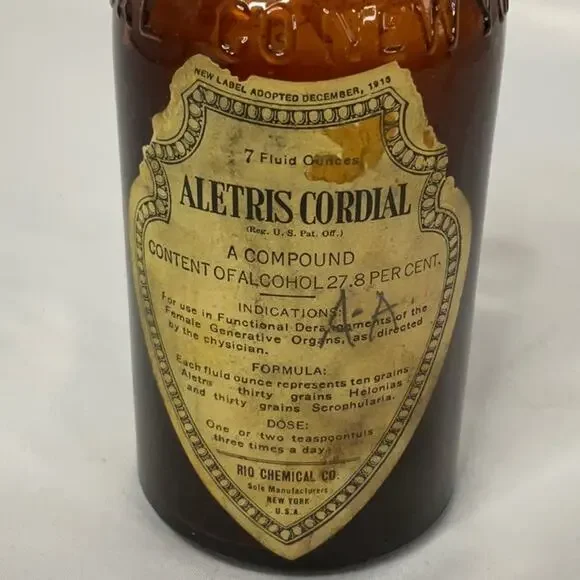 CO. NEW
NEW LABEL ADOPTED DECEMBER, 1915
7 Fluid Ounces
ALETRIS CORDIAL
(Reg. U. S. Pat. Off.)
A COMPOUND
CONTENT OF ALCOHOL 27.8 PER CENT.
INDICATIONS:
For use in Functional Derangements of the
Female Generative Organs, as directed
by the physician.
A-A
FORMULA:
Each fluid ounce represents ten grains
Aletris thirty grains Helonias
and thirty grains Scrophularia.
DOSE:
One or two teaspoonfuls
three times a day
RIO CHEMICAL CO.
Sole Manufacturers
NEW YORK
U.S.A.